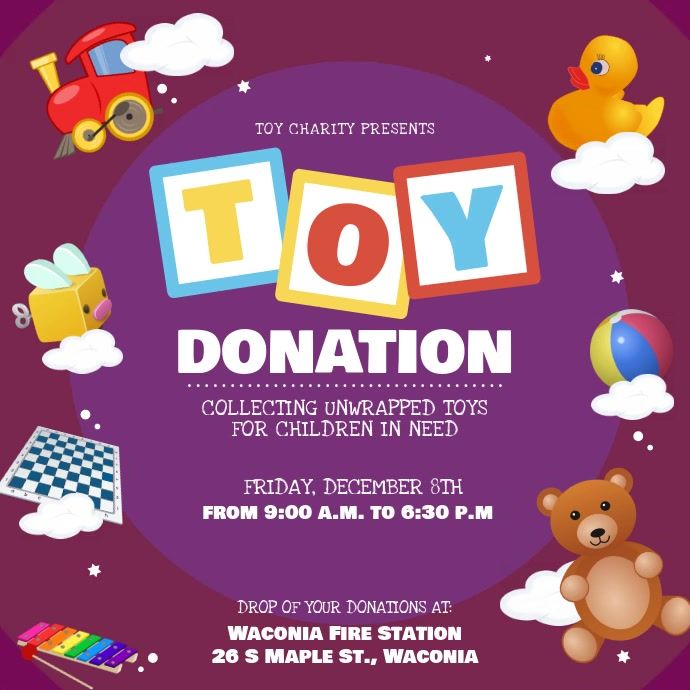 TOY CHARITY PRESENTS
TOY
DONATION
COLLECTING UNWRAPPED TOYS
FOR CHILDREN IN NEED
FRIDAY, DECEMBER 8TH
FROM 9:00 A.M. TO 6:30 P.M
DROP OF YOUR DONATIONS AT:
WACONIA FIRE STATION
26 S MAPLE ST., WACONIA